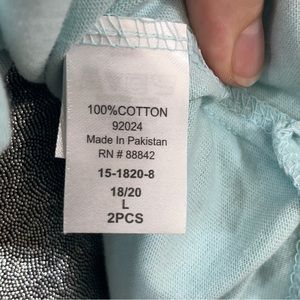 100%COTTON
92024
Made In Pakistan
RN # 88842
15-1820-8
18/20
L
2PCS